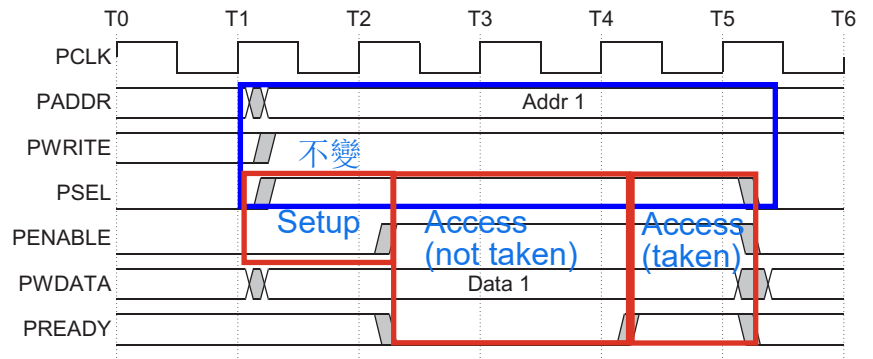 T0 T1 T2 T3 T4 T5 T6
PCLK
PADDR Addr 1
PWRITE
不變
PSEL
Setup Access (not taken) Access (taken)
PENABLE
PWDATA Data 1
PREADY